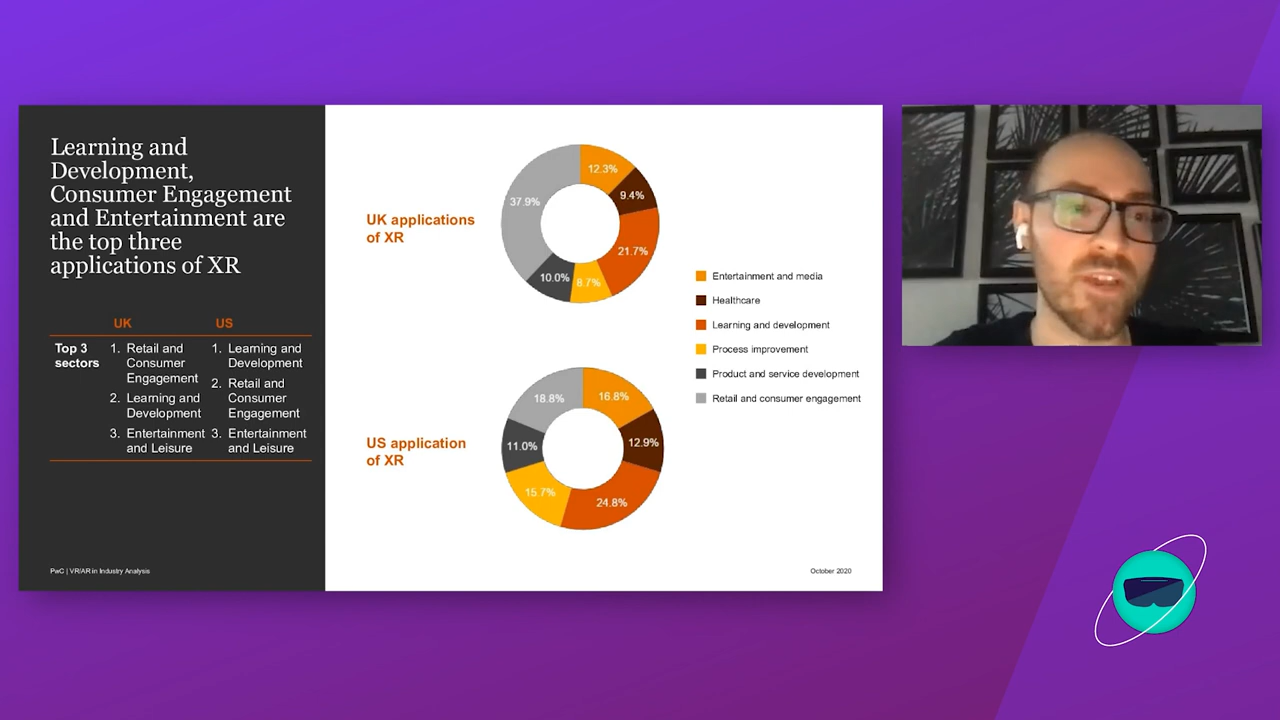 Learning and
Development,
Consumer Engagement
and Entertainment are
the top three
applications of XR
UK
US
Top 3
sectors
1. Retail and
Consumer
Engagement
2. Learning and
Development
3. Entertainment
and Leisure
1. Learning and
Development
2. Retail and
Consumer
Engagement
3. Entertainment
and Leisure
PwC | VR/AR in Industry Analysis
UK applications
of XR
12.3%
9.4%
21.7%
8.7%
10.0%
37.9%
US application
of XR
16.8%
12.9%
24.8%
15.7%
11.0%
18.8%
Entertainment and media
Healthcare
Learning and development
Process improvement
Product and service development
Retail and consumer engagement
October 2020